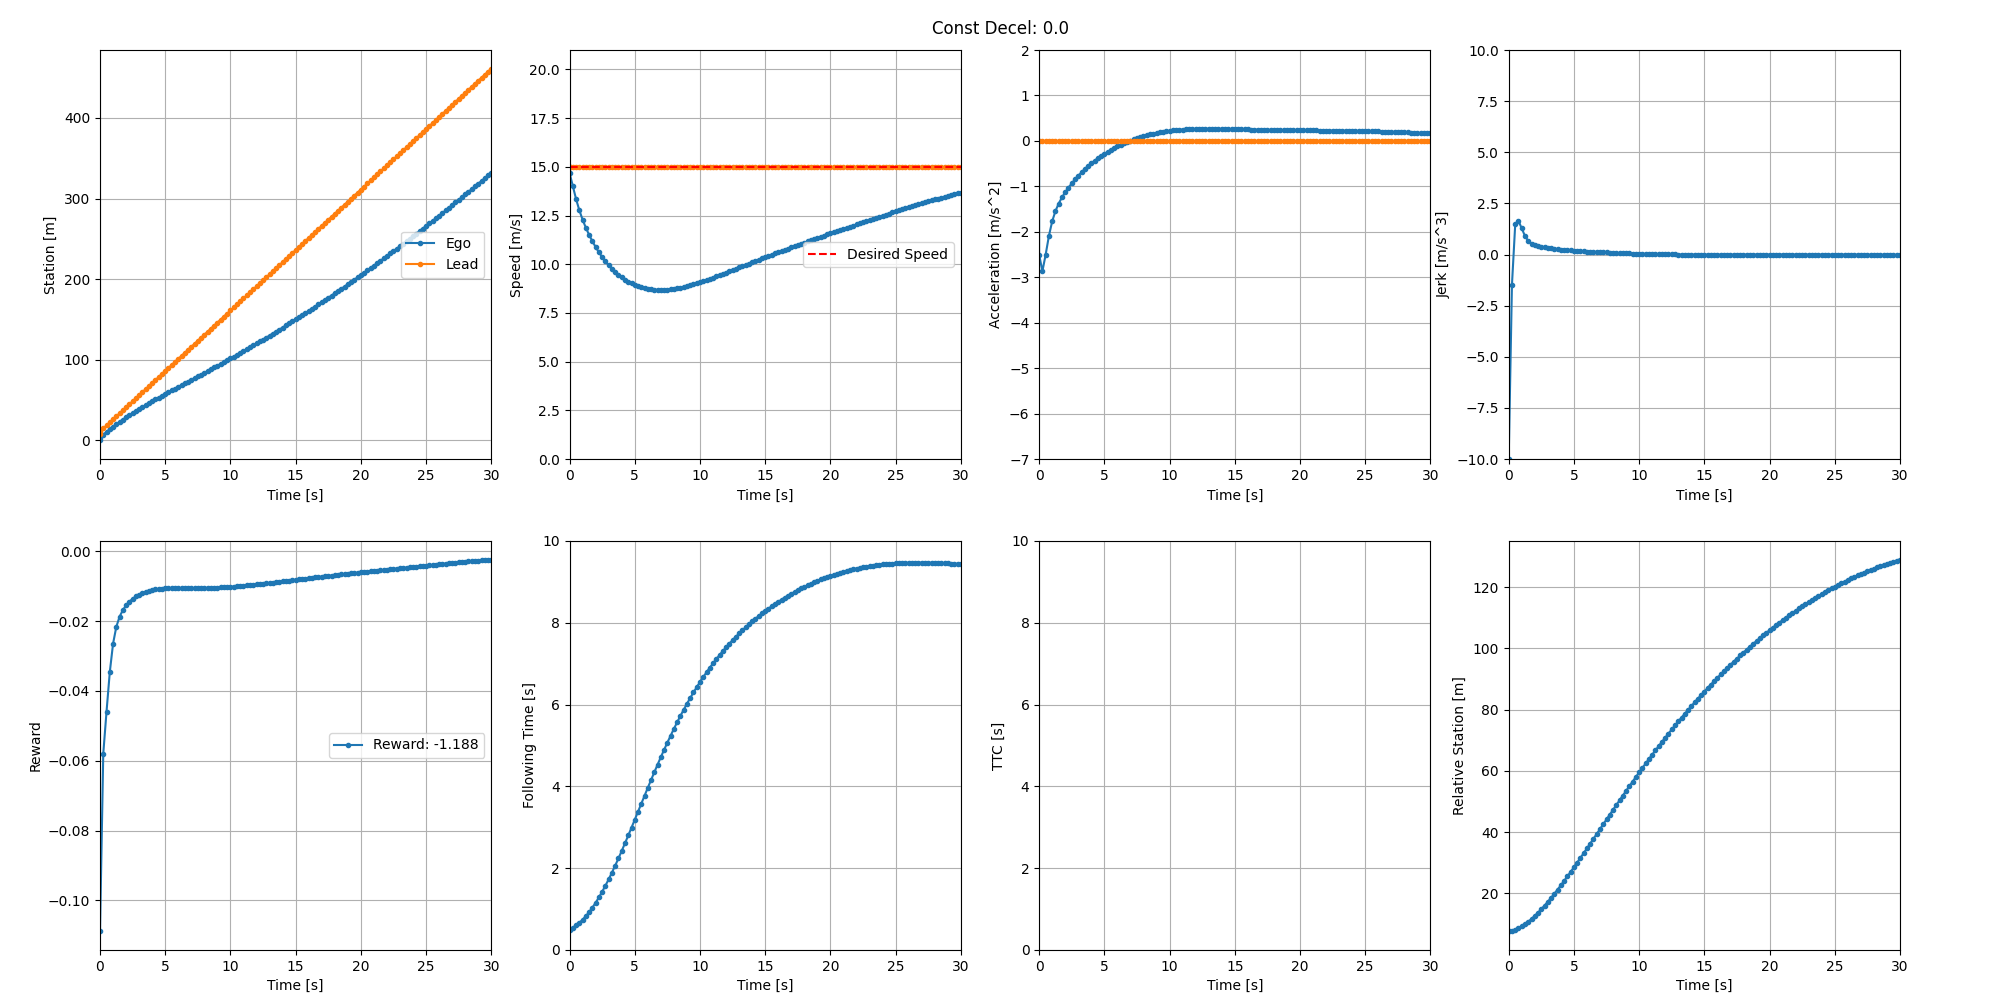 Const Decel: 0.0
Station [m]
400
300
200
100
0
Ego
Lead
0 5 10 15 20 25 30
Time [s]
Speed [m/s]
20.0
17.5
15.0
12.5
10.0
7.5
5.0
2.5
0.0
Desired Speed
0 5 10 15 20 25 30
Time [s]
Acceleration [m/s^2]
2
1
0
−1
−2
−3
−4
−5
−6
−7
0 5 10 15 20 25 30
Time [s]
Jerk [m/s^3]
10.0
7.5
5.0
2.5
0.0
−2.5
−5.0
−7.5
−10.0
0 5 10 15 20 25 30
Time [s]
Reward
0.00
−0.02
−0.04
−0.06
−0.08
−0.10
Reward: -1.188
0 5 10 15 20 25 30
Time [s]
Following Time [s]
10
8
6
4
2
0
0 5 10 15 20 25 30
Time [s]
TTC [s]
10
8
6
4
2
0
0 5 10 15 20 25 30
Time [s]
Relative Station [m]
120
100
80
60
40
20
0 5 10 15 20 25 30
Time [s]